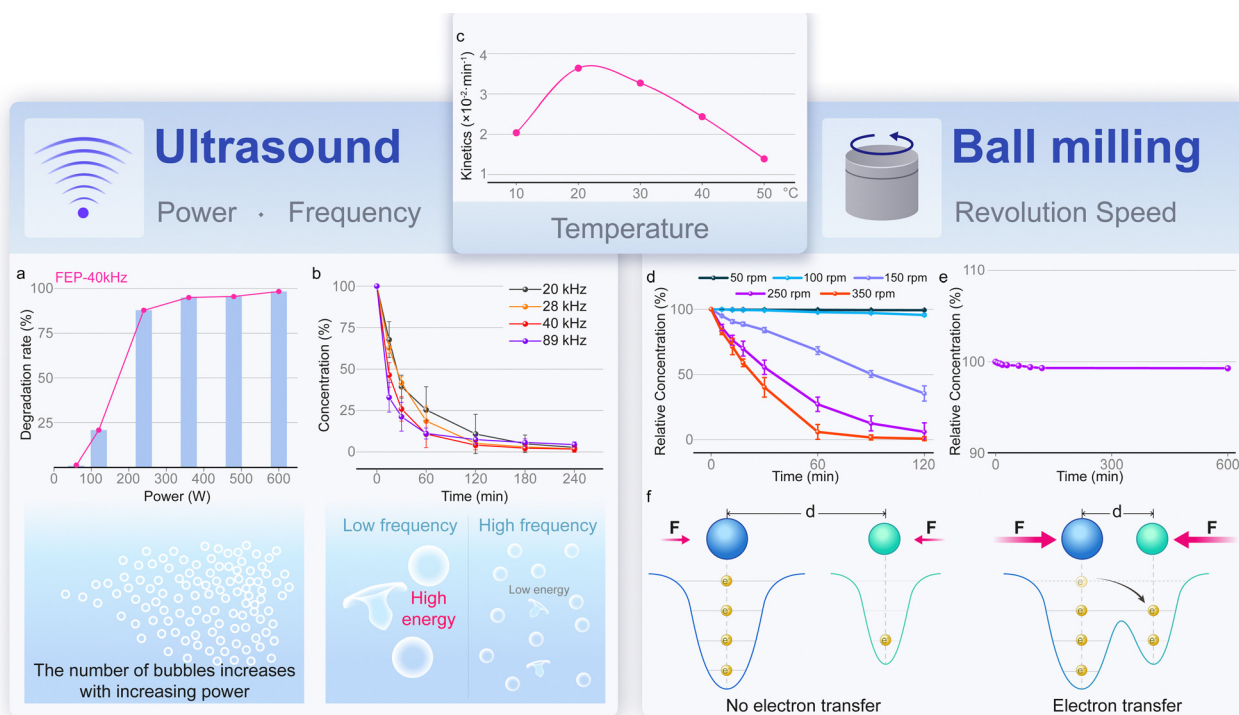 c
Kinetics (×10⁻²·min⁻¹)
4
3
2
1
10 20 30 40 50 °C
Temperature
Ultrasound
Power · Frequency
Ball milling
Revolution Speed
a
FEP-40kHz
Degradation rate (%)
100
75
50
25
0 100 200 300 400 500 600
Power (W)
The number of bubbles increases
with increasing power
b
20 kHz
28 kHz
40 kHz
89 kHz
Concentration (%)
100
75
50
25
0
0 60 120 180 240
Time (min)
Low frequency
High frequency
High
energy
Low energy
d
50 rpm 100 rpm 150 rpm
250 rpm 350 rpm
Relative Concentration (%)
100
50
0
0 60 120
Time (min)
e
Relative Concentration (%)
110
100
90
0 300 600
Time (min)
f
F d F
e e e e e
No electron transfer
F d F
e e e e e e
Electron transfer